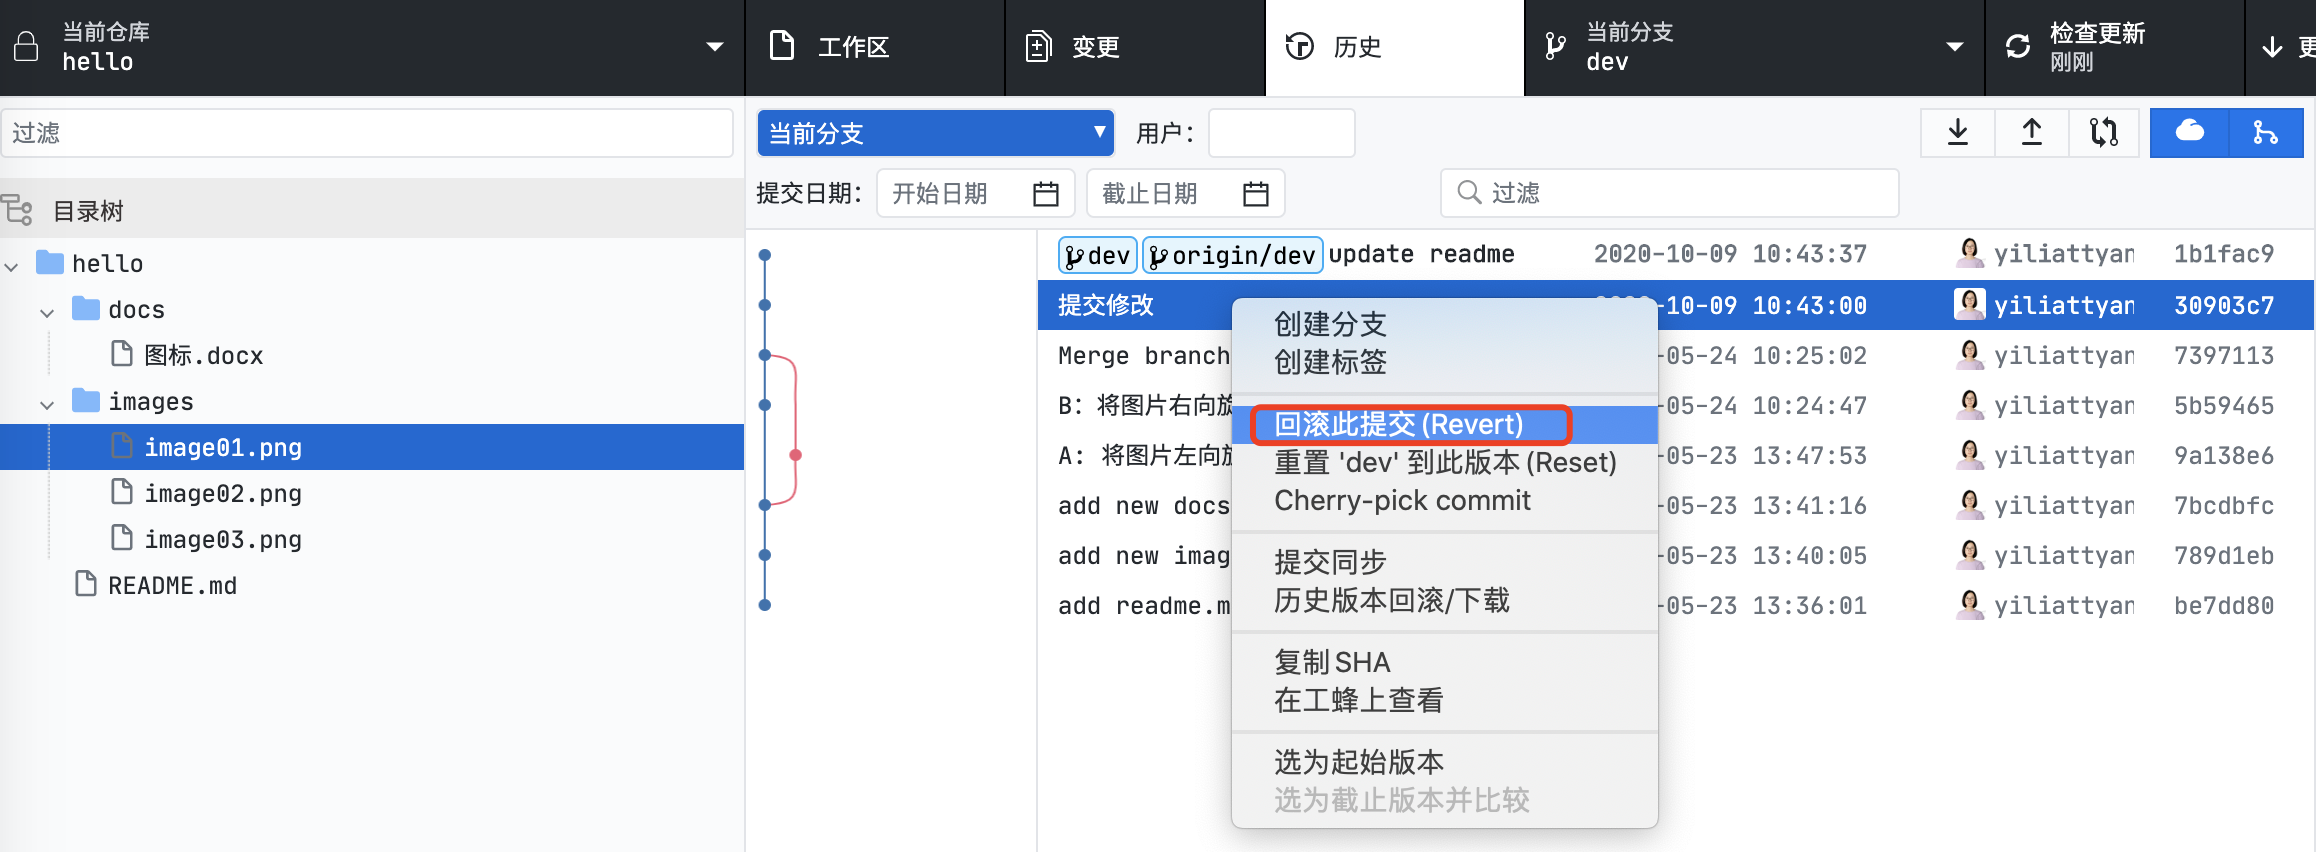 当前仓库
hello
工作区
变更
历史
当前分支
dev
检查更新
刚刚
过滤
当前分支
用户:
提交日期:
开始日期
截止日期
过滤
目录树
hello
docs
图标.docx
images
image01.png
image02.png
image03.png
README.md
dev origin/dev update readme 2020-10-09 10:43:37 yiliattyan 1b1fac9
提交修改 -10-09 10:43:00 yiliattyan 30903c7
Merge branch -05-24 10:25:02 yiliattyan 7397113
B: 将图片右向旋 -05-24 10:24:47 yiliattyan 5b59465
A: 将图片左向旋 -05-23 13:47:53 yiliattyan 9a138e6
add new docs -05-23 13:41:16 yiliattyan 7bcdbfc
add new imag -05-23 13:40:05 yiliattyan 789d1eb
add readme.m -05-23 13:36:01 yiliattyan be7dd80
创建分支
创建标签
回滚此提交(Revert)
重置 'dev' 到此版本(Reset)
Cherry-pick commit
提交同步
历史版本回滚/下载
复制SHA
在工蜂上查看
选为起始版本
选为截止版本并比较